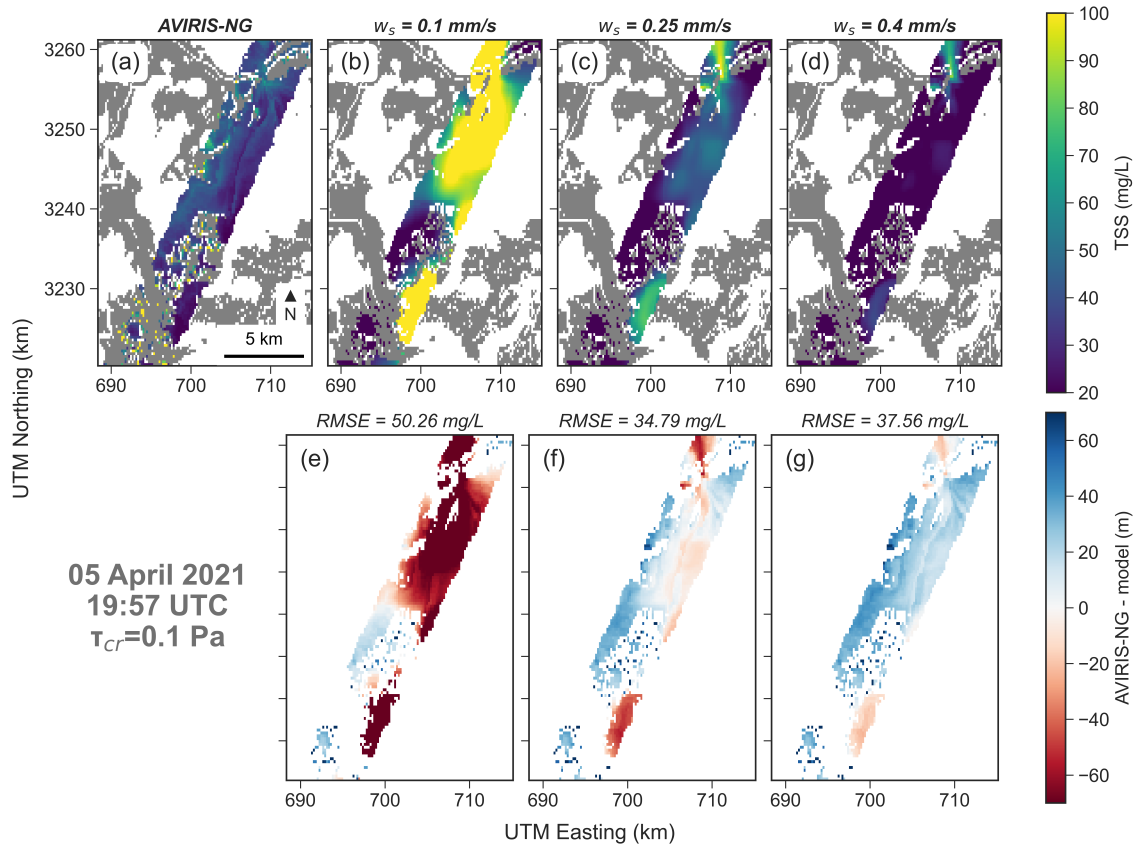 AVIRIS-NG
w_s = 0.1 mm/s
w_s = 0.25 mm/s
w_s = 0.4 mm/s
(a)
(b)
(c)
(d)
3260
3250
3240
3230
N
5 km
690 700 710
690 700 710
690 700 710
690 700 710
100
90
80
70
60
50
40
30
20
TSS (mg/L)
UTM Northing (km)
RMSE = 50.26 mg/L
RMSE = 34.79 mg/L
RMSE = 37.56 mg/L
(e)
(f)
(g)
05 April 2021
19:57 UTC
τ_cr=0.1 Pa
690 700 710
690 700 710
690 700 710
UTM Easting (km)
60
40
20
0
−20
−40
−60
AVIRIS-NG - model (m)